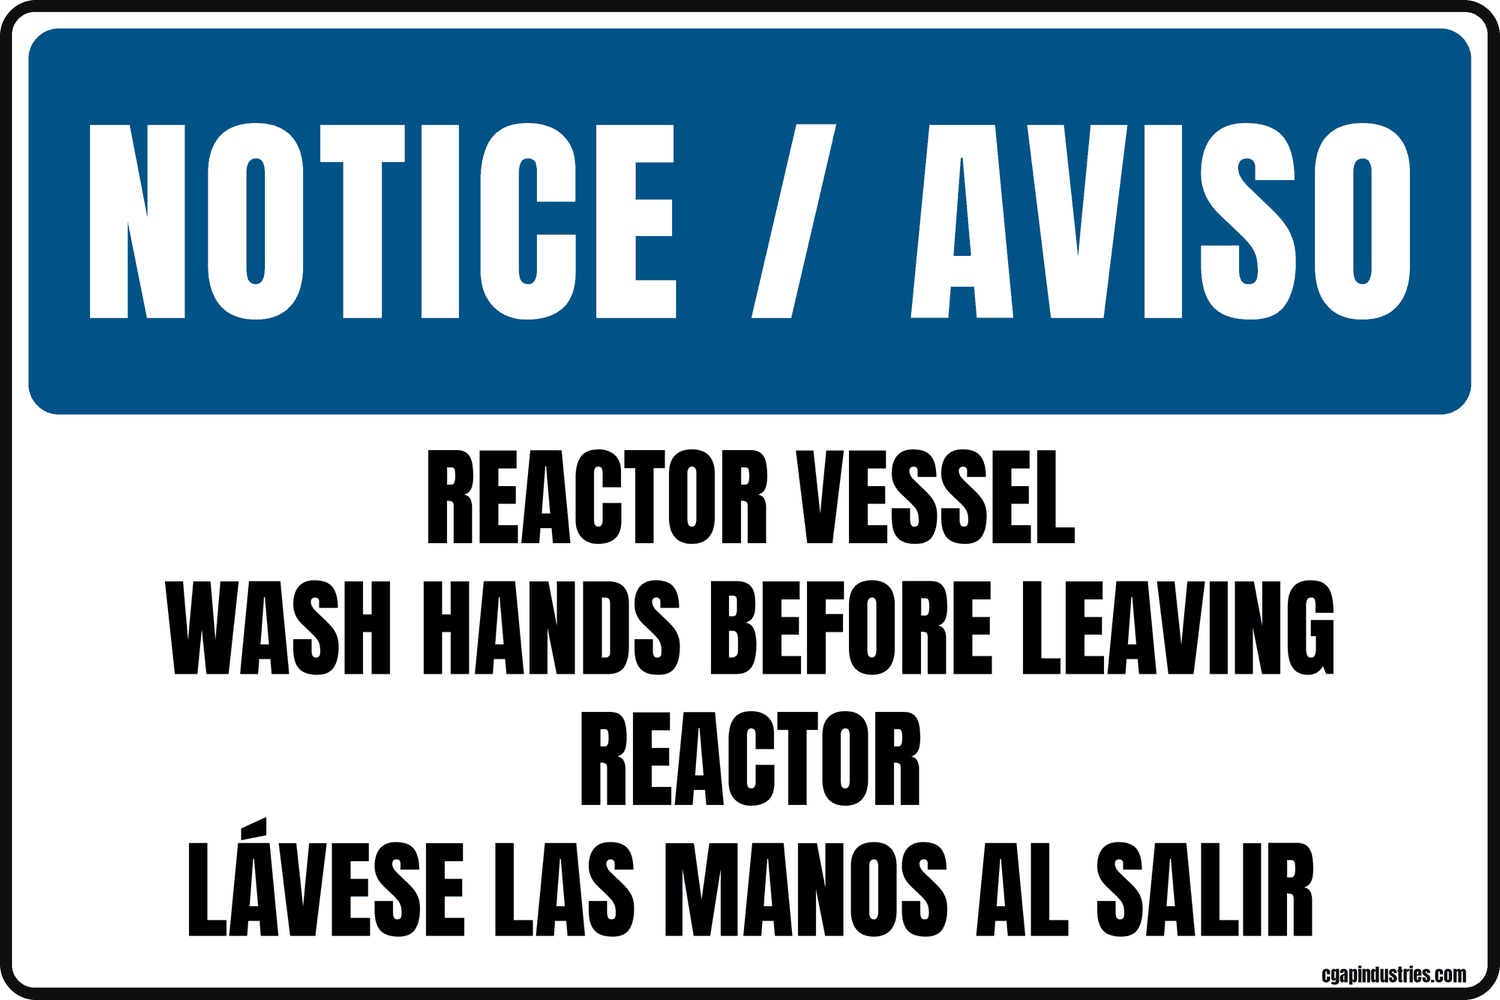 NOTICE / AVISO
REACTOR VESSEL
WASH HANDS BEFORE LEAVING
REACTOR
LÁVESE LAS MANOS AL SALIR
cgapindustries.com